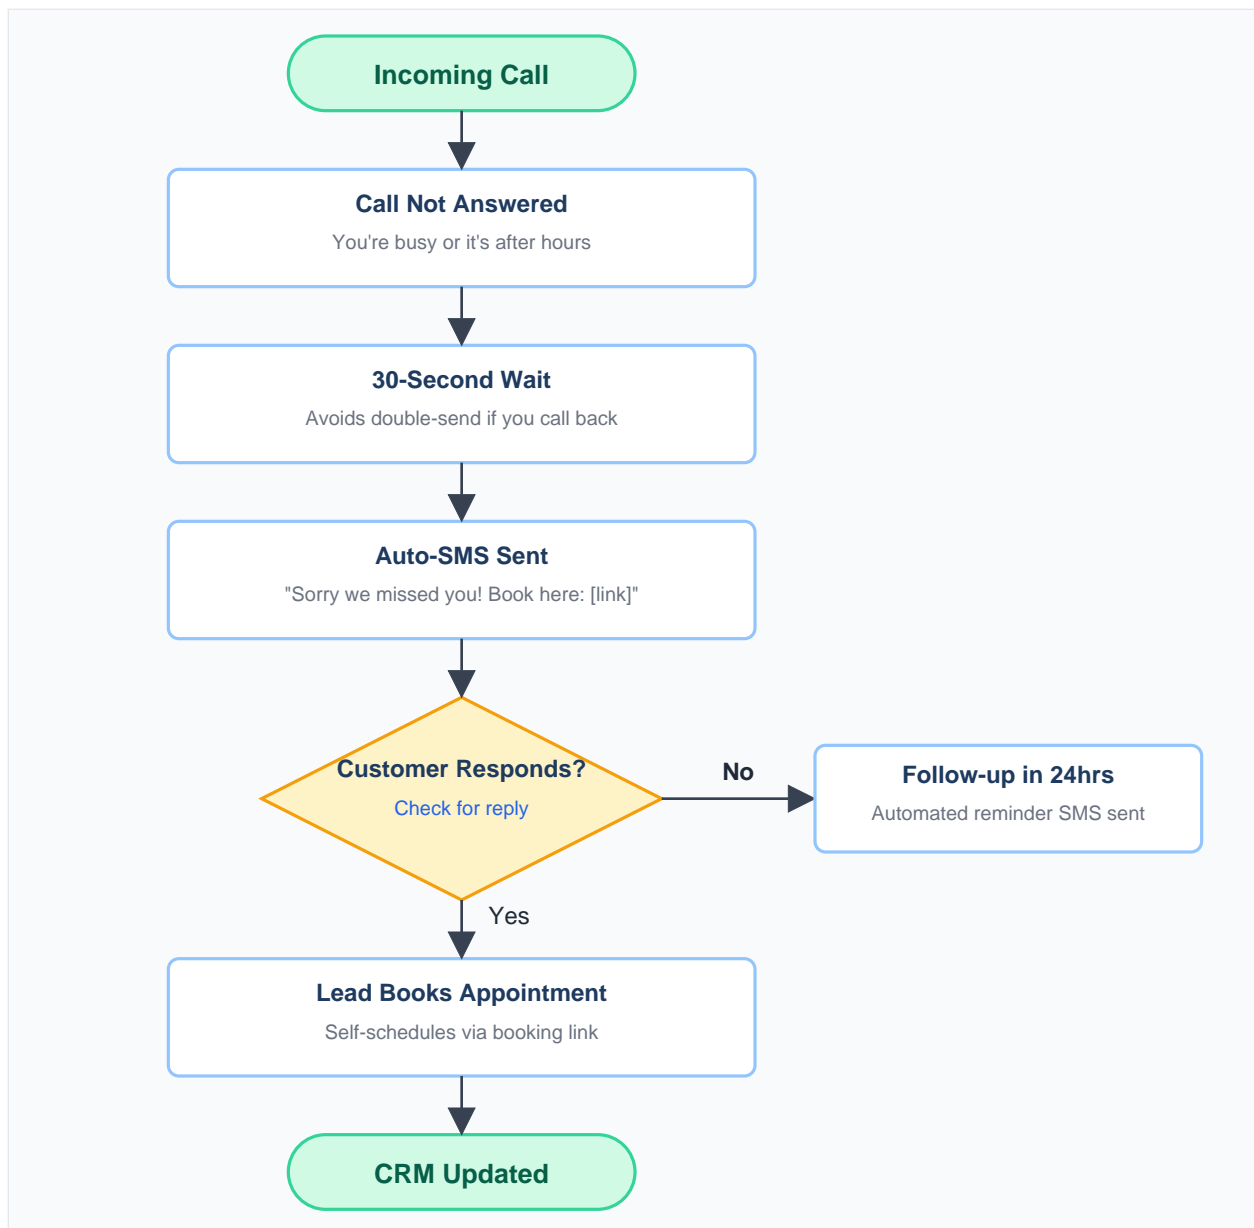 Incoming Call
Call Not Answered
You're busy or it's after hours
30-Second Wait
Avoids double-send if you call back
Auto-SMS Sent
"Sorry we missed you! Book here: [link]"
Customer Responds?
Check for reply
No
Follow-up in 24hrs
Automated reminder SMS sent
Yes
Lead Books Appointment
Self-schedules via booking link
CRM Updated